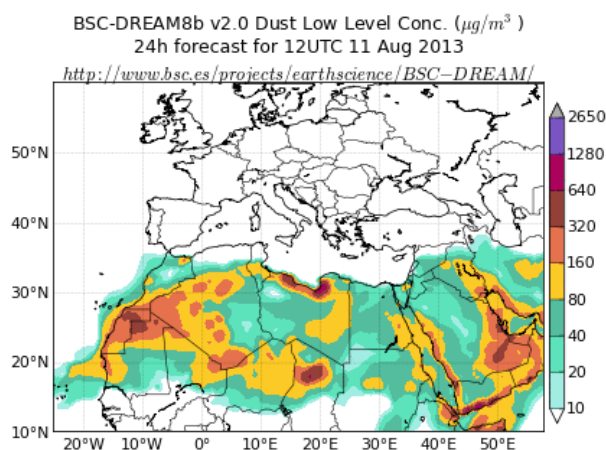 BSC-DREAM8b v2.0 Dust Low Level Conc. (μg/m³ )
24h forecast for 12UTC 11 Aug 2013
http://www.bsc.es/projects/earthscience/BSC−DREAM/
2650
1280
640
320
160
80
40
20
10
50°N
40°N
30°N
20°N
10°N
20°W 10°W 0° 10°E 20°E 30°E 40°E 50°E